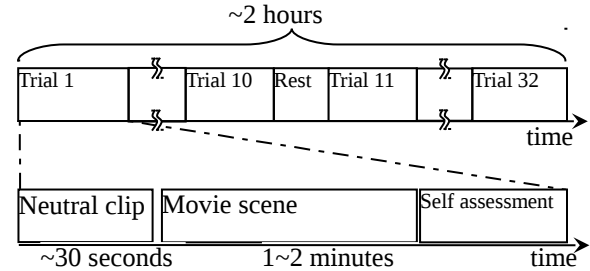 ~2 hours
Trial 1
Trial 10
Rest
Trial 11
Trial 32
time
Neutral clip
Movie scene
Self assessment
~30 seconds
1~2 minutes
time